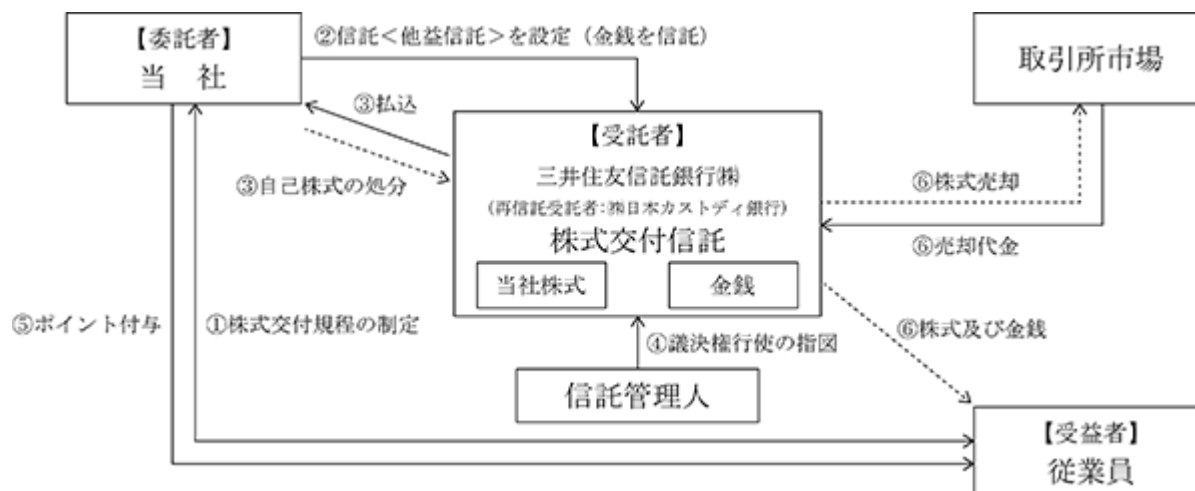 【委託者】
当　社
②信託＜他益信託＞を設定（金銭を信託）
取引所市場
③払込
③自己株式の処分
【受託者】
三井住友信託銀行㈱
(再信託受託者:㈱日本カストディ銀行)
株式交付信託
当社株式
金銭
⑥株式売却
⑥売却代金
⑤ポイント付与
①株式交付規程の制定
④議決権行使の指図
⑥株式及び金銭
信託管理人
【受益者】
従業員